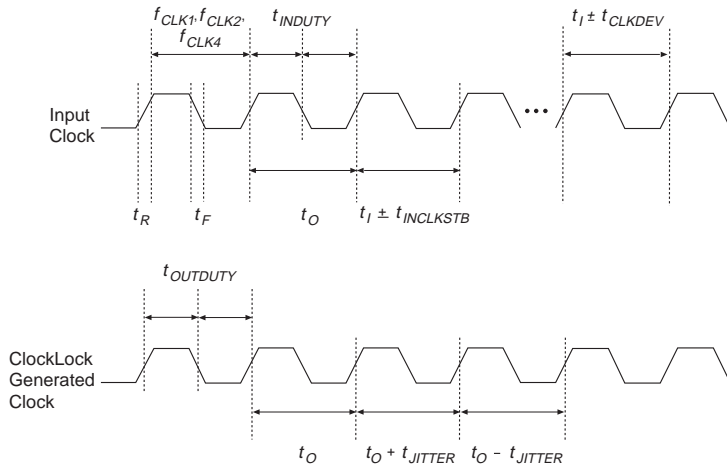 fCLK1, fCLK2,
fCLK4
tINDUTY
tI ± tCLKDEV
Input
Clock
tR
tF
tO
tI ± tINCLKSTB
tOUTDUTY
ClockLock
Generated
Clock
tO
tO + tJITTER
tO – tJITTER